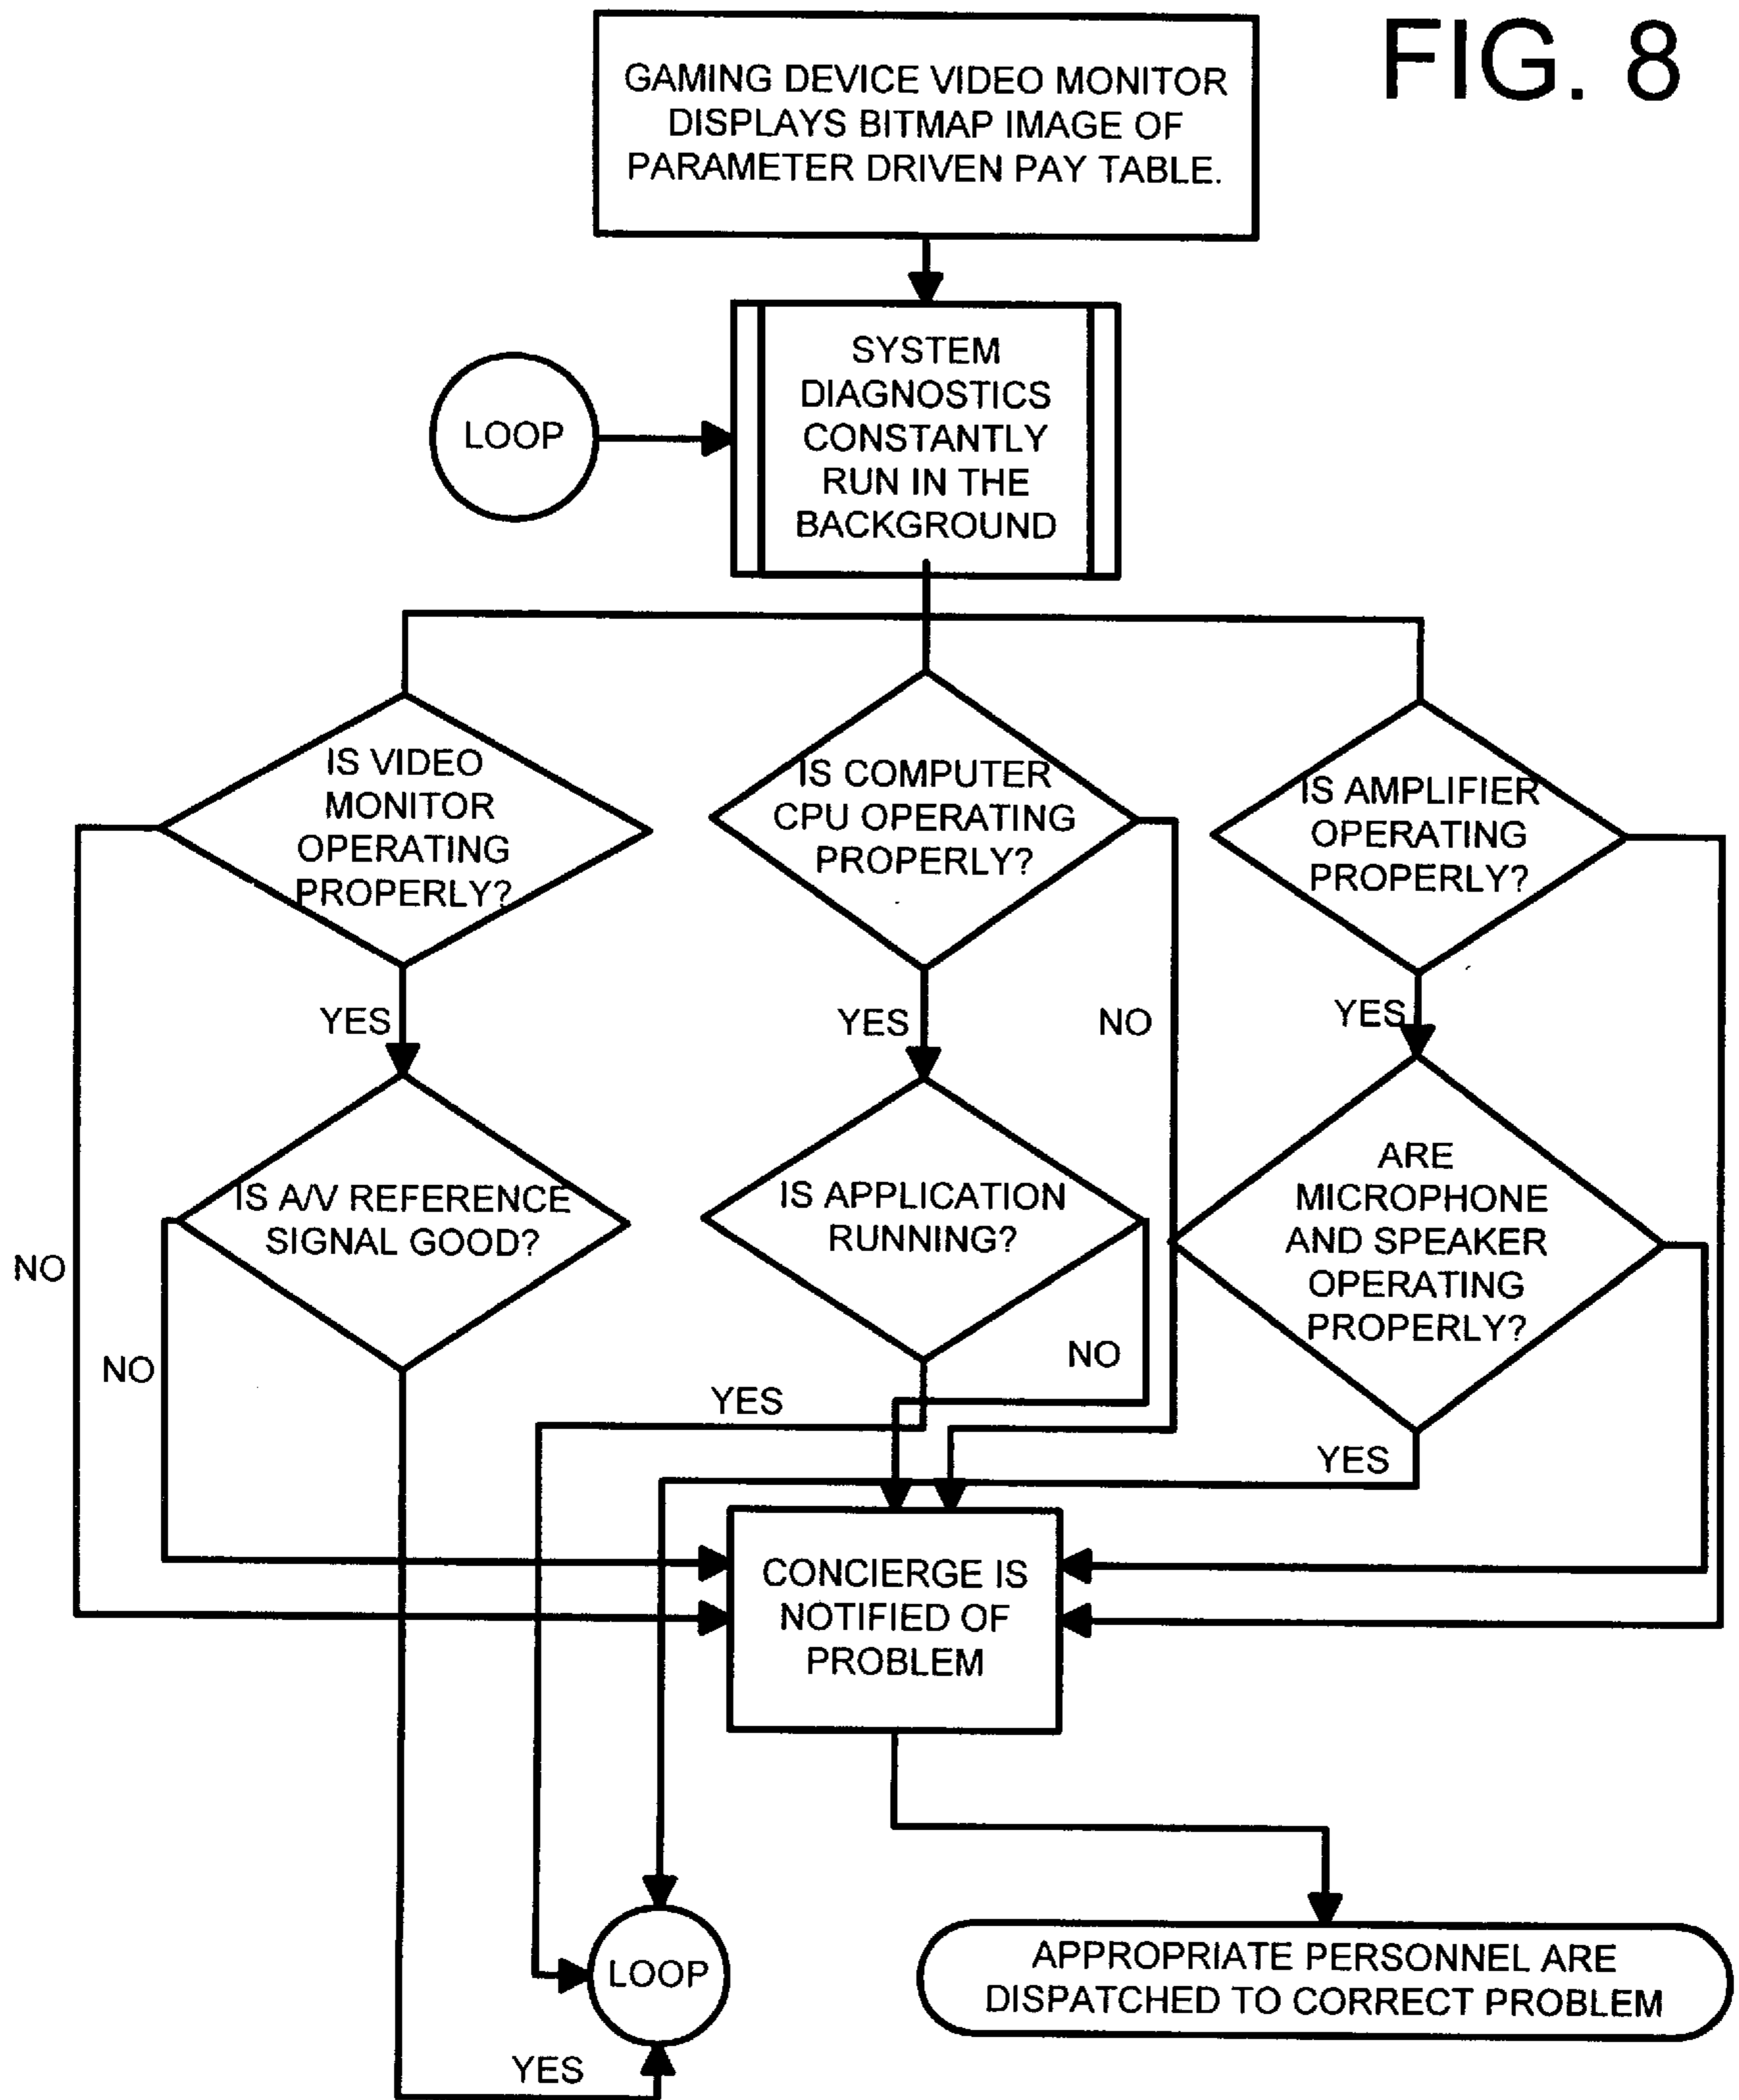 FIG. 8
GAMING DEVICE VIDEO MONITOR
DISPLAYS BITMAP IMAGE OF
PARAMETER DRIVEN PAY TABLE.
SYSTEM
DIAGNOSTICS
CONSTANTLY
RUN IN THE
BACKGROUND
LOOP
IS VIDEO
MONITOR
OPERATING
PROPERLY?
IS COMPUTER
CPU OPERATING
PROPERLY?
IS AMPLIFIER
OPERATING
PROPERLY?
YES
YES
NO
YES
IS A/V REFERENCE
SIGNAL GOOD?
IS APPLICATION
RUNNING?
ARE
MICROPHONE
AND SPEAKER
OPERATING
PROPERLY?
NO
NO
NO
YES
YES
CONCIERGE IS
NOTIFIED OF
PROBLEM
LOOP
APPROPRIATE PERSONNEL ARE
DISPATCHED TO CORRECT PROBLEM
YES